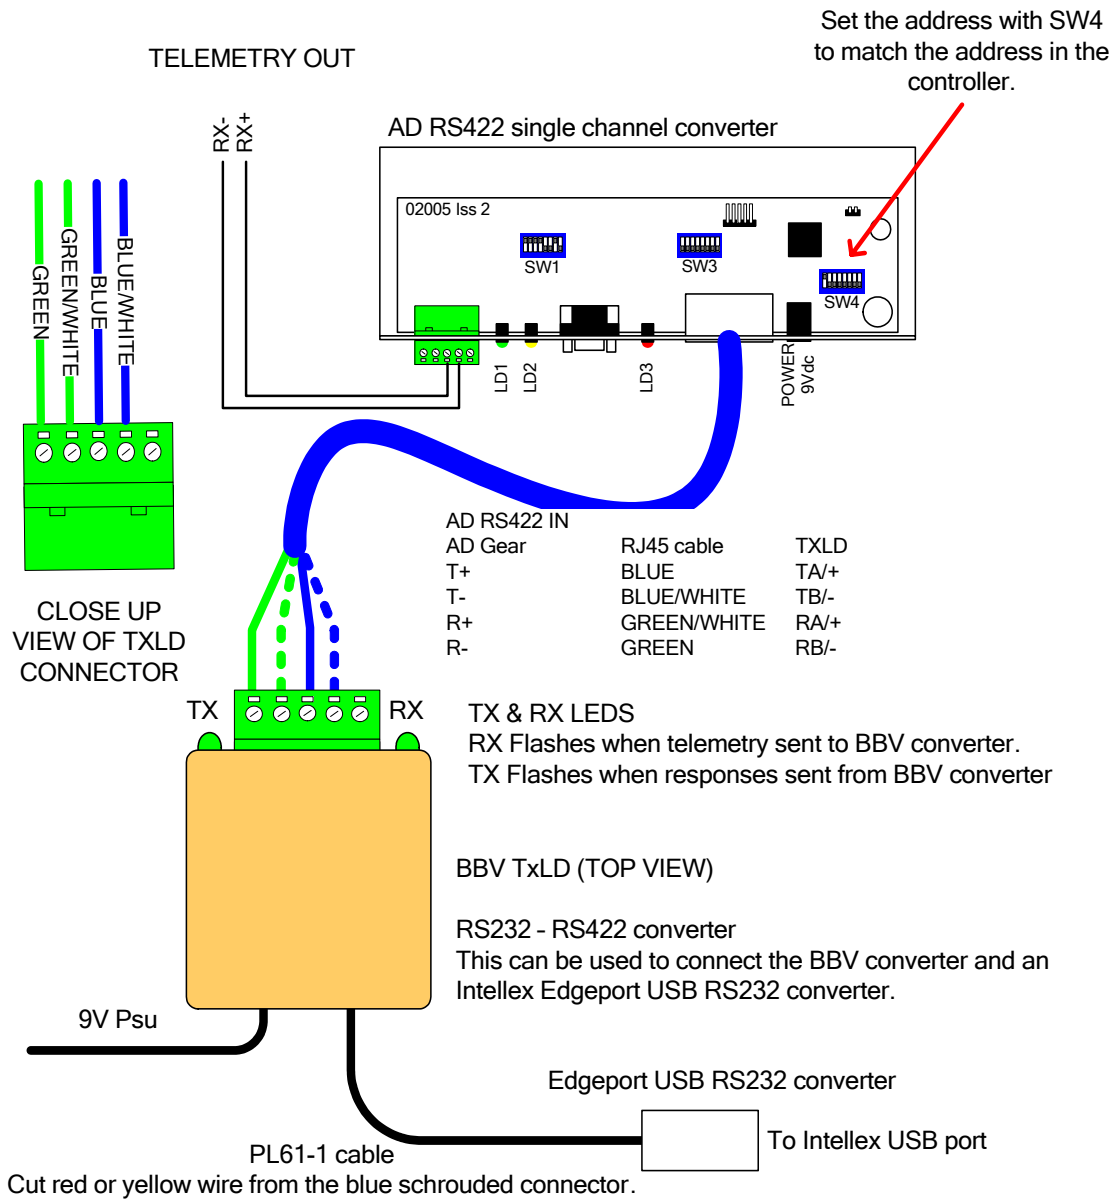 Set the address with SW4
to match the address in the
controller.
TELEMETRY OUT
RX-
RX+
AD RS422 single channel converter
02005 Iss 2
SW1
SW3
SW4
LD1
LD2
LD3
POWER
9Vdc
GREEN
GREEN/WHITE
BLUE
BLUE/WHITE
CLOSE UP
VIEW OF TXLD
CONNECTOR
AD RS422 IN
AD Gear RJ45 cable TXLD
T+ BLUE TA/+
T- BLUE/WHITE TB/-
R+ GREEN/WHITE RA/+
R- GREEN RB/-
TX
RX
TX & RX LEDS
RX Flashes when telemetry sent to BBV converter.
TX Flashes when responses sent from BBV converter
BBV TxLD (TOP VIEW)
RS232 - RS422 converter
This can be used to connect the BBV converter and an
Intellex Edgeport USB RS232 converter.
9V Psu
Edgeport USB RS232 converter
To Intellex USB port
PL61-1 cable
Cut red or yellow wire from the blue schrouded connector.